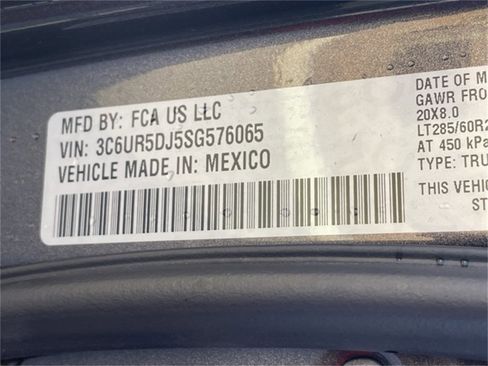 MFD BY: FCA US LLC
VIN: 3C6UR5DJ5SG576065
VEHICLE MADE IN: MEXICO
DATE OF M
GAWR FRO
20X8.0
LT285/60R2
AT 450 kPa
TYPE: TRU
THIS VEHIC
ST